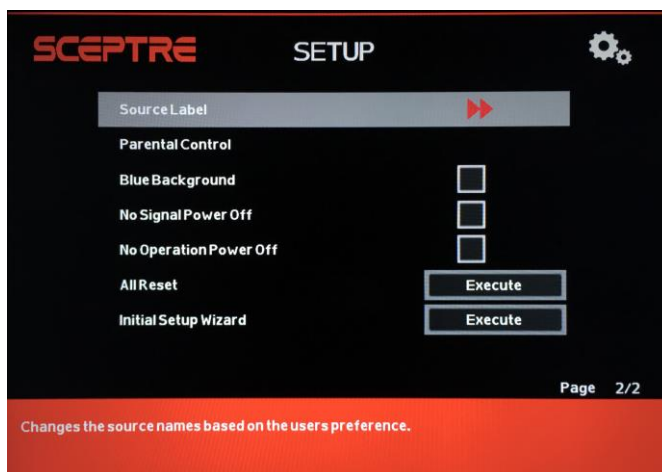 SCEPTRE SETUP
Source Label
Parental Control
Blue Background
No Signal Power Off
No Operation Power Off
All Reset Execute
Initial Setup Wizard Execute
Page 2/2
Changes the source names based on the users preference.